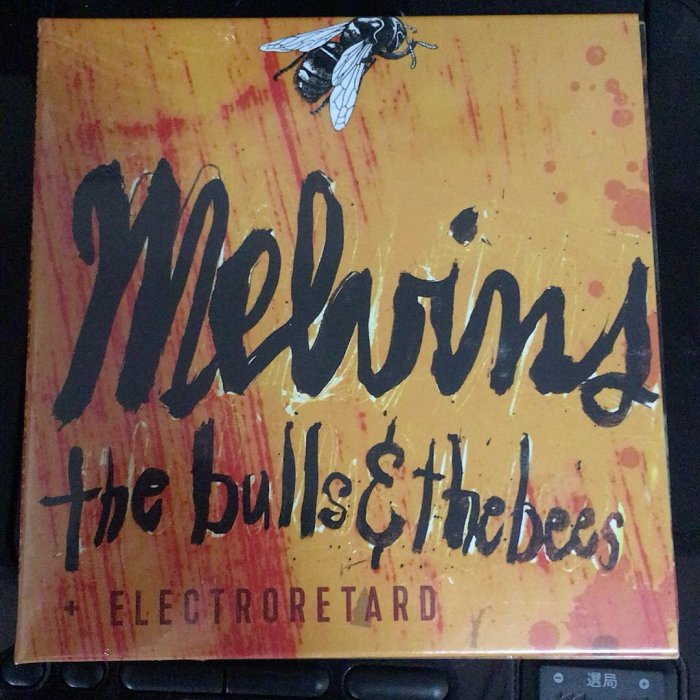 Melvins
the bulls & the bees
+ ELECTRORETARD
- 選局 +